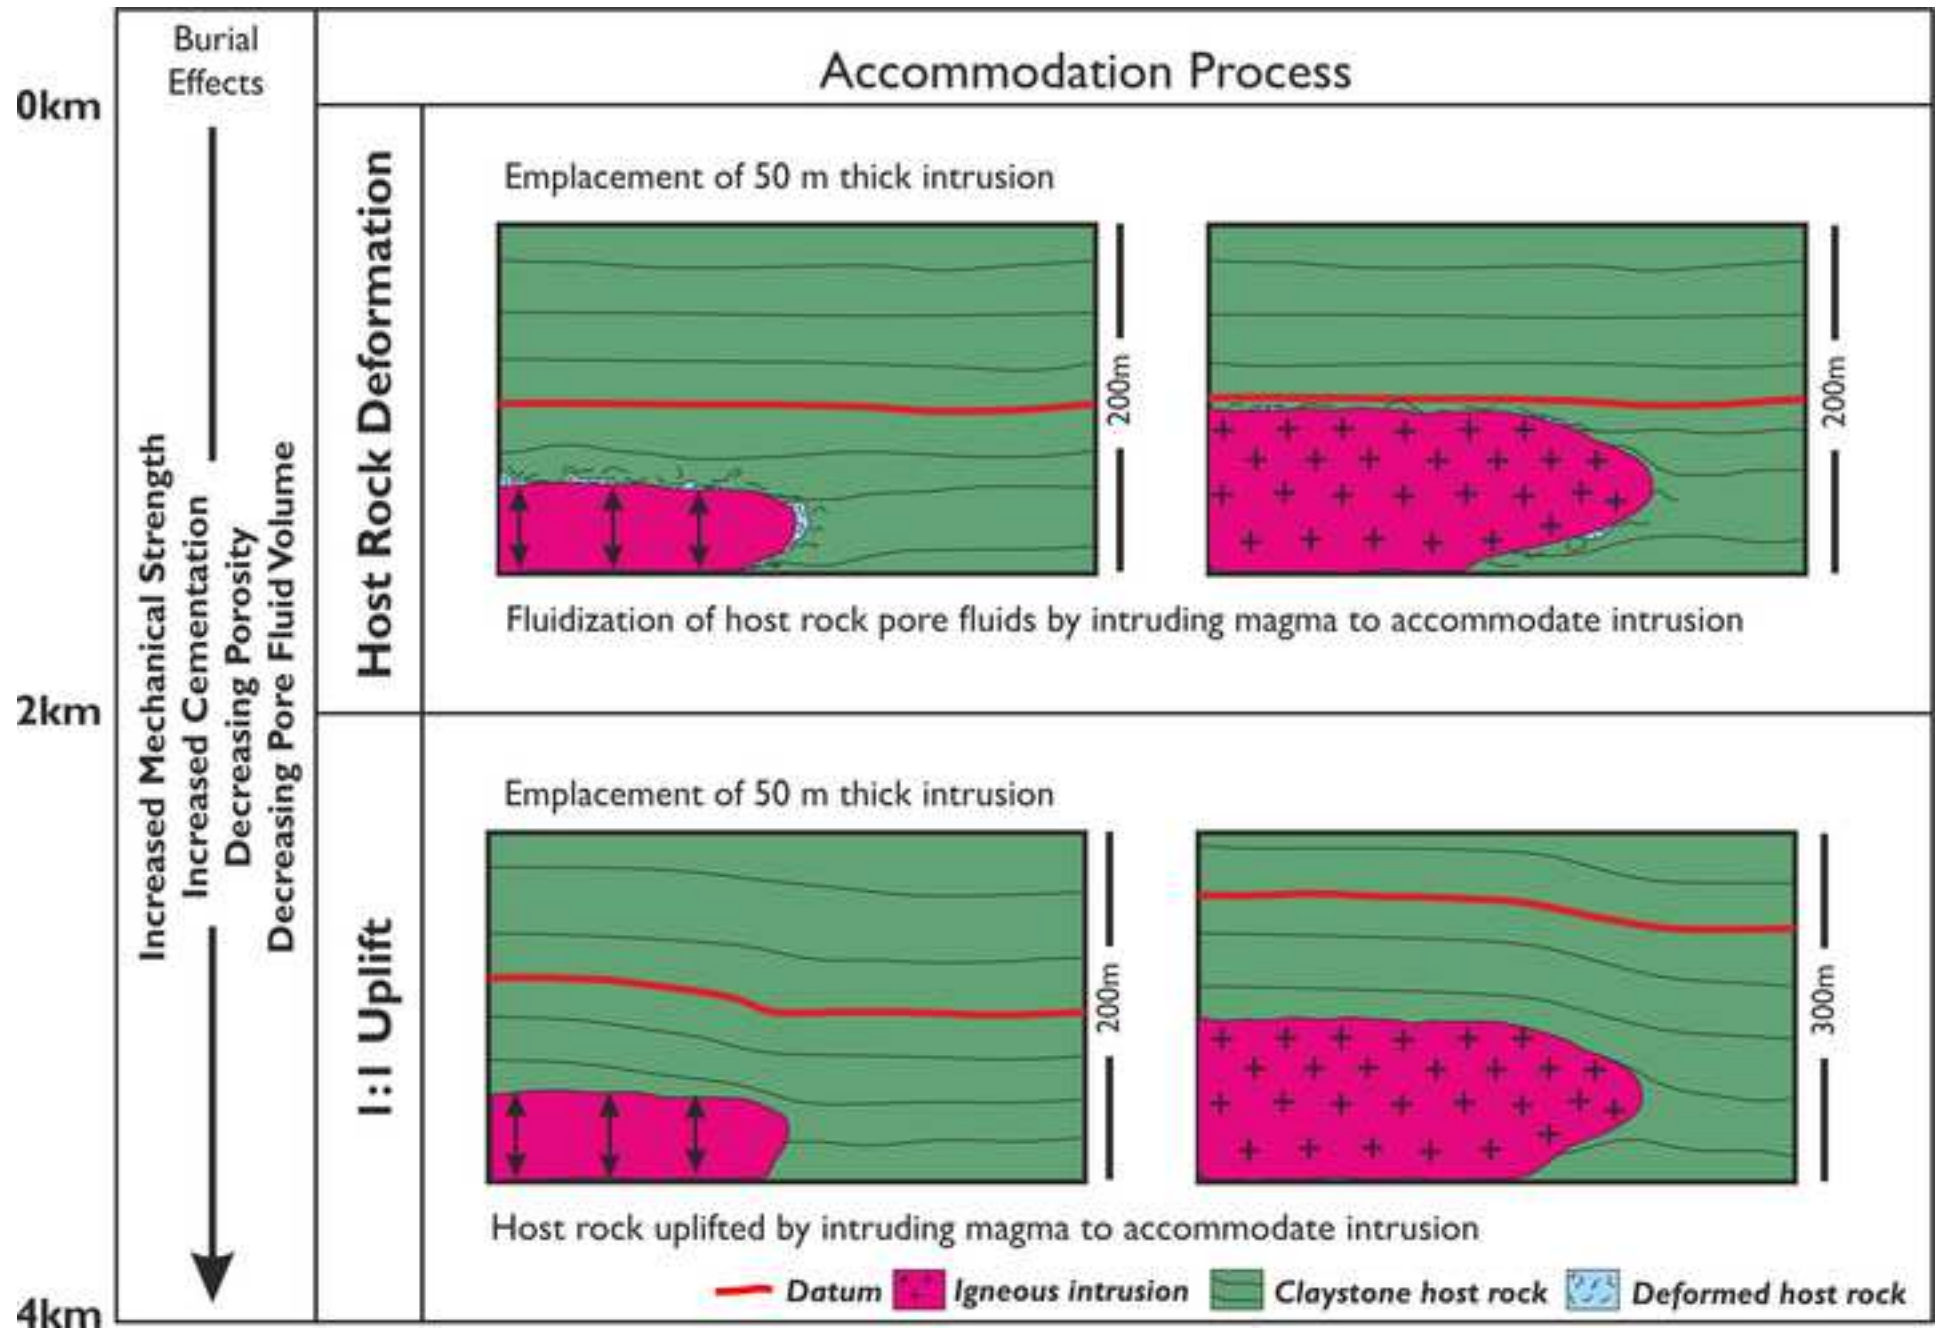 Burial
Effects
Accommodation Process
0km
2km
4km
Increased Mechanical Strength
Increased Cementation
Decreasing Porosity
Decreasing Pore Fluid Volume
Host Rock Deformation
Emplacement of 50 m thick intrusion
200m
200m
Fluidization of host rock pore fluids by intruding magma to accommodate intrusion
1:1 Uplift
Emplacement of 50 m thick intrusion
200m
300m
Host rock uplifted by intruding magma to accommodate intrusion
Datum
Igneous intrusion
Claystone host rock
Deformed host rock